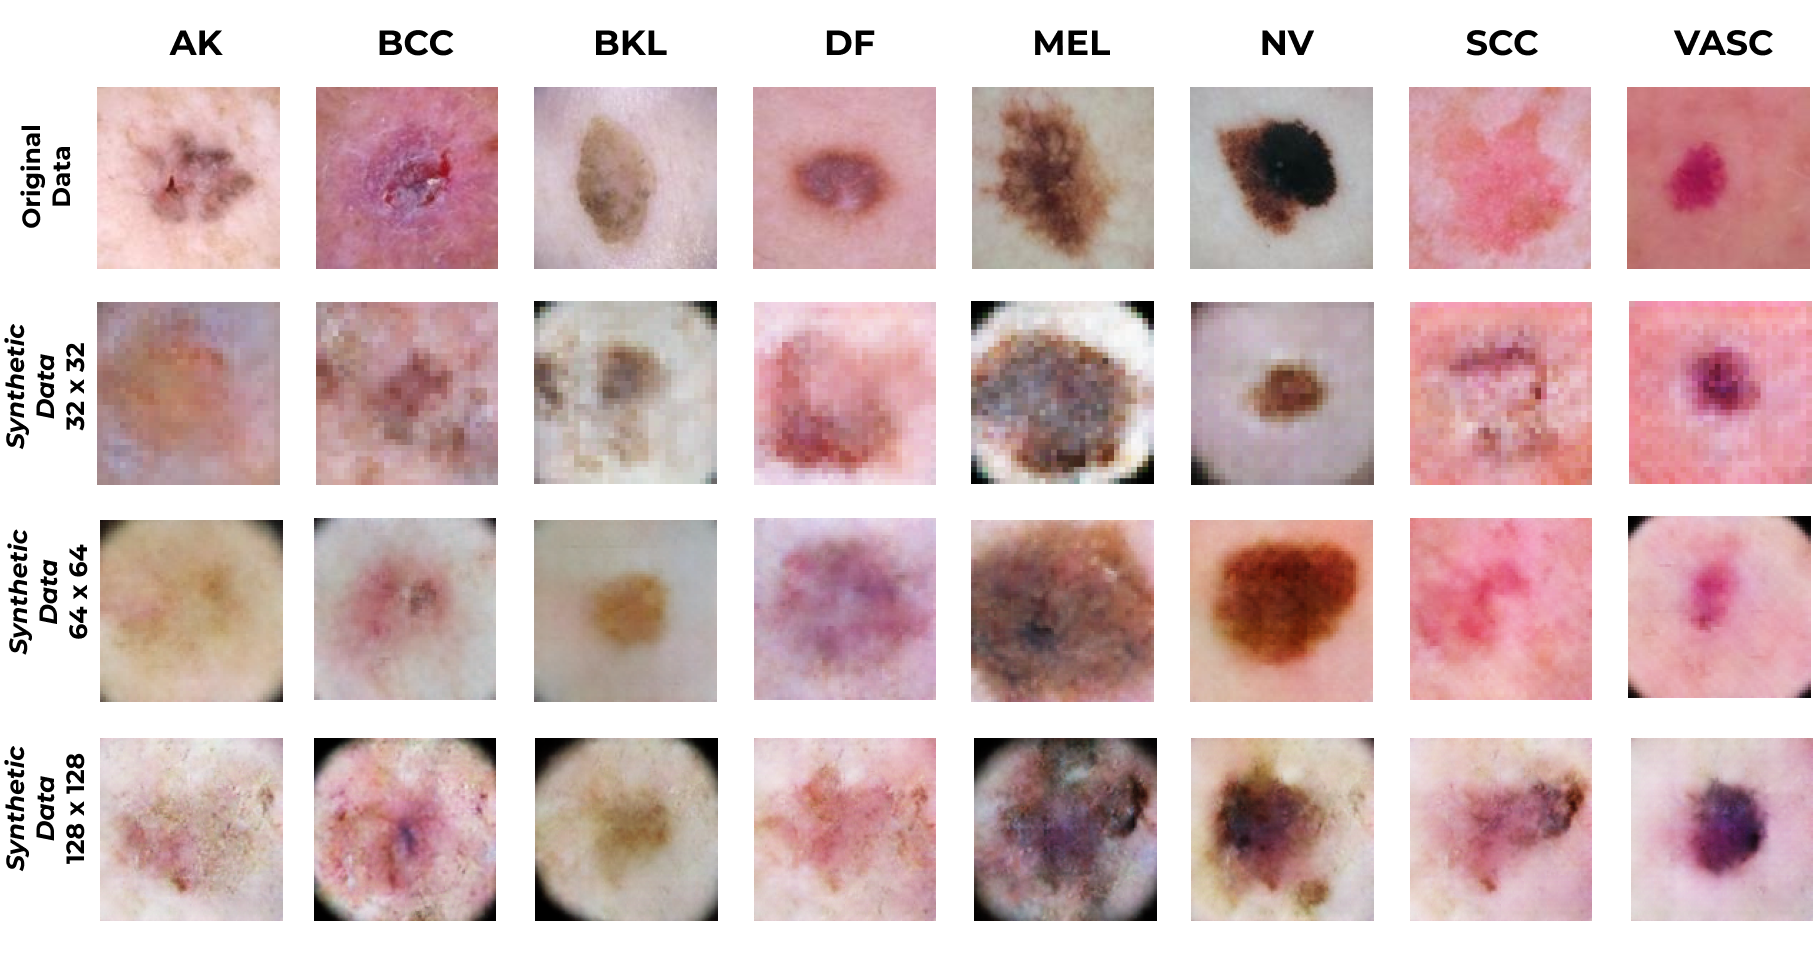 AK BCC BKL DF MEL NV SCC VASC
Original
Data
Synthetic
Data
32 x 32
Synthetic
Data
64 x 64
Synthetic
Data
128 x 128